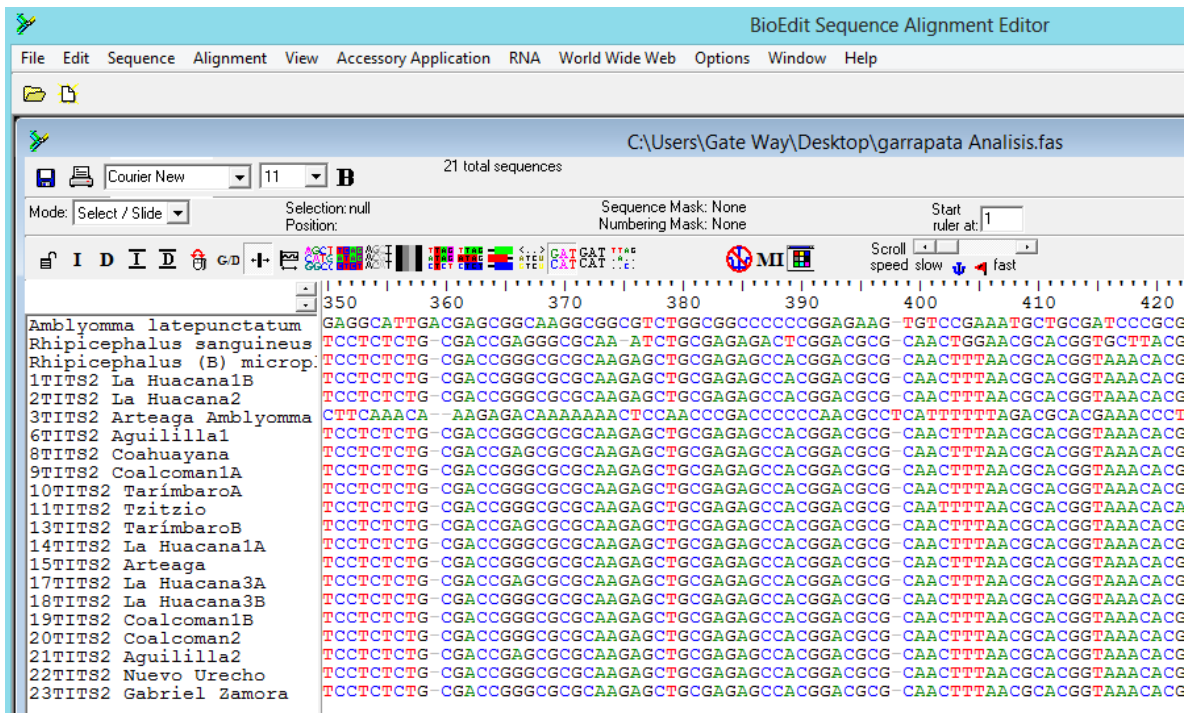 BioEdit Sequence Alignment Editor
File Edit Sequence Alignment View Accessory Application RNA World Wide Web Options Window Help
C:\Users\Gate Way\Desktop\garrapata Analisis.fas
Courier New 11 B 21 total sequences
Mode: Select / Slide Selection: null Sequence Mask: None Start
Position: Numbering Mask: None ruler at: 1
I D I D G/D GAT GAT MI Scroll
CAT CAT speed slow fast
350 360 370 380 390 400 410 420
Amblyomma latepunctatum GAGGCATTGACGAGCGGCAAGGCGGCGTCTGGCGGCCCCCCGGAGAAG-TGTCCGAAATGCTGCGATCCCGCG
Rhipicephalus sanguineus TCCTCTCTG-CGACCGAGGGCGCAA-ATCTGCGAGAGACTCGGACGCG-CAACTGGAACGCACGGTGCTTACG
Rhipicephalus (B) microp. TCCTCTCTG-CGACCGGGCGCGCAAGAGCTGCGAGAGCCACGGACGCG-CAACTTTAACGCACGGTAAACACG
1TITS2 La Huacana1B TCCTCTCTG-CGACCGGGCGCGCAAGAGCTGCGAGAGCCACGGACGCG-CAACTTTAACGCACGGTAAACACG
2TITS2 La Huacana2 TCCTCTCTG-CGACCGGGCGCGCAAGAGCTGCGAGAGCCACGGACGCG-CAACTTTAACGCACGGTAAACACG
3TITS2 Arteaga Amblyomma CTTCAAACA--AAGAGACAAAAAAACTCCAACCCGACCCCCCAACGCCTCATTTTTTAGACGCACGAAACCCT
6TITS2 Aguililla1 TCCTCTCTG-CGACCGGGCGCGCAAGAGCTGCGAGAGCCACGGACGCG-CAACTTTAACGCACGGTAAACACG
8TITS2 Coahuayana TCCTCTCTG-CGACCGAGCGCGCAAGAGCTGCGAGAGCCACGGACGCG-CAACTTTAACGCACGGTAAACACG
9TITS2 Coalcoman1A TCCTCTCTG-CGACCGGGCGCGCAAGAGCTGCGAGAGCCACGGACGCG-CAACTTTAACGCACGGTAAACACG
10TITS2 TarímbaroA TCCTCTCTG-CGACCGGGCGCGCAAGAGCTGCGAGAGCCACGGACGCG-CAACTTTAACGCACGGTAAACACG
11TITS2 Tzitzio TCCTCTCTG-CGACCGGGCGCGCAAGAGCTGCGAGAGCCACGGACGCG-CAATTTTAACGCACGGTAAACACA
13TITS2 TarímbaroB TCCTCTCTG-CGACCGAGCGCGCAAGAGCTGCGAGAGCCACGGACGCG-CAACTTTAACGCACGGTAAACACG
14TITS2 La Huacana1A TCCTCTCTG-CGACCGGGCGCGCAAGAGCTGCGAGAGCCACGGACGCG-CAACTTTAACGCACGGTAAACACG
15TITS2 Arteaga TCCTCTCTG-CGACCGGGCGCGCAAGAGCTGCGAGAGCCACGGACGCG-CAACTTTAACGCACGGTAAACACG
17TITS2 La Huacana3A TCCTCTCTG-CGACCGAGCGCGCAAGAGCTGCGAGAGCCACGGACGCG-CAACTTTAACGCACGGTAAACACG
18TITS2 La Huacana3B TCCTCTCTG-CGACCGGGCGCGCAAGAGCTGCGAGAGCCACGGACGCG-CAACTTTAACGCACGGTAAACACG
19TITS2 Coalcoman1B TCCTCTCTG-CGACCGGGCGCGCAAGAGCTGCGAGAGCCACGGACGCG-CAACTTTAACGCACGGTAAACACG
20TITS2 Coalcoman2 TCCTCTCTG-CGACCGGGCGCGCAAGAGCTGCGAGAGCCACGGACGCG-CAACTTTAACGCACGGTAAACACG
21TITS2 Aguililla2 TCCTCTCTG-CGACCGAGCGCGCAAGAGCTGCGAGAGCCACGGACGCG-CAACTTTAACGCACGGTAAACACG
22TITS2 Nuevo Urecho TCCTCTCTG-CGACCGGGCGCGCAAGAGCTGCGAGAGCCACGGACGCG-CAACTTTAACGCACGGTAAACACG
23TITS2 Gabriel Zamora TCCTCTCTG-CGACCGGGCGCGCAAGAGCTGCGAGAGCCACGGACGCG-CAACTTTAACGCACGGTAAACACG